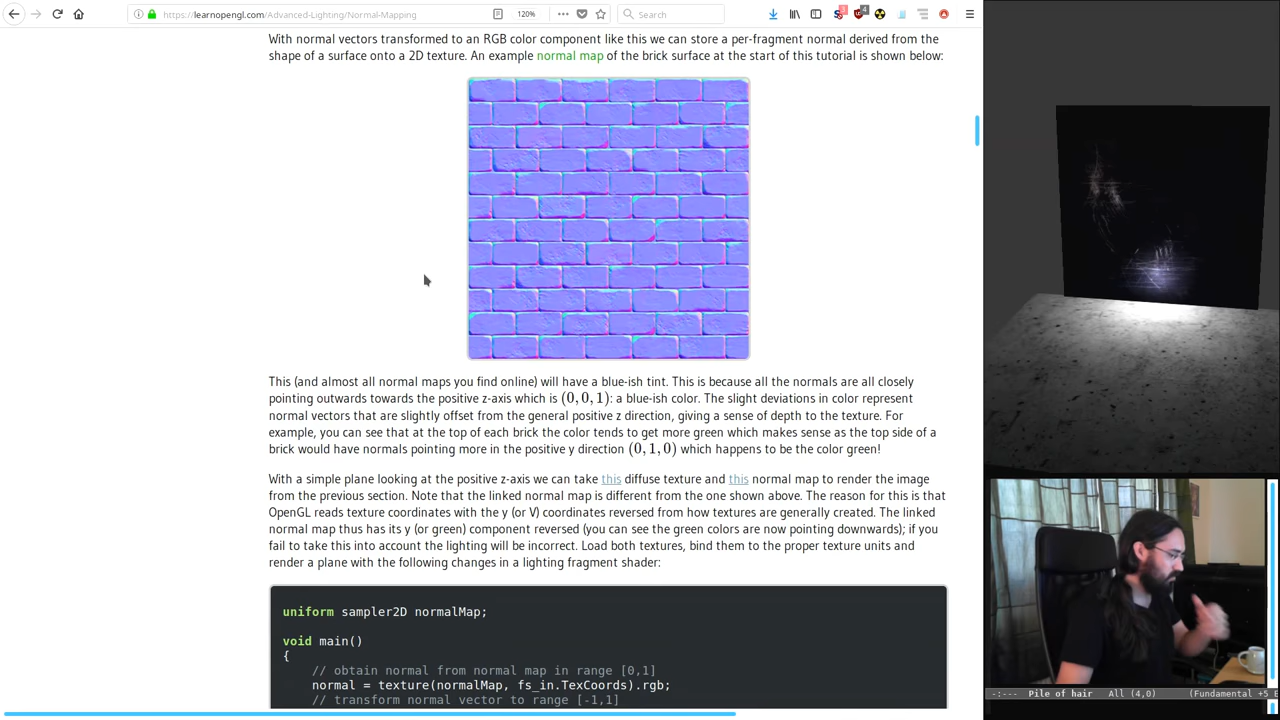 https://learnopengl.com/Advanced-Lighting/Normal-Mapping
120%
Search
With normal vectors transformed to an RGB color component like this we can store a per-fragment normal derived from the
shape of a surface onto a 2D texture. An example normal map of the brick surface at the start of this tutorial is shown below:
This (and almost all normal maps you find online) will have a blue-ish tint. This is because all the normals are all closely
pointing outwards towards the positive z-axis which is (0, 0, 1): a blue-ish color. The slight deviations in color represent
normal vectors that are slightly offset from the general positive z direction, giving a sense of depth to the texture. For
example, you can see that at the top of each brick the color tends to get more green which makes sense as the top side of a
brick would have normals pointing more in the positive y direction (0, 1, 0) which happens to be the color green!
With a simple plane looking at the positive z-axis we can take this diffuse texture and this normal map to render the image
from the previous section. Note that the linked normal map is different from the one shown above. The reason for this is that
OpenGL reads texture coordinates with the y (or V) coordinates reversed from how textures are generally created. The linked
normal map thus has its y (or green) component reversed (you can see the green colors are now pointing downwards); if you
fail to take this into account the lighting will be incorrect. Load both textures, bind them to the proper texture units and
render a plane with the following changes in a lighting fragment shader:
uniform sampler2D normalMap;
void main()
{
// obtain normal from normal map in range [0,1]
normal = texture(normalMap, fs_in.TexCoords).rgb;
// transform normal vector to range [-1,1]
-:--- Pile of hair All (4,0) (Fundamental +5 E